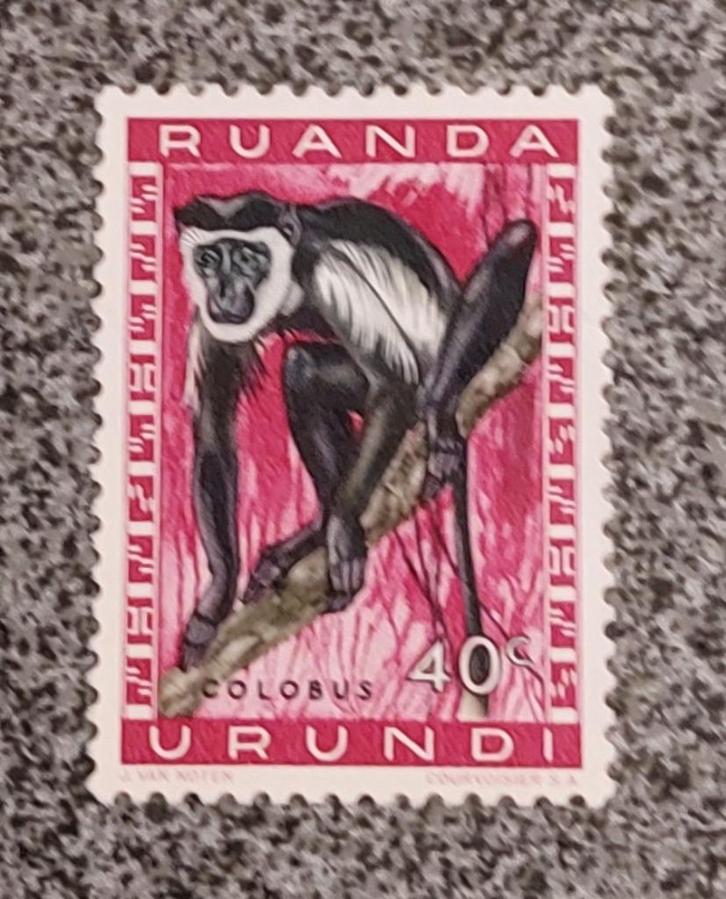 RUANDA
COLOBUS
40c
URUNDI
J. VAN NOTEN
COURVOISIER S.A.